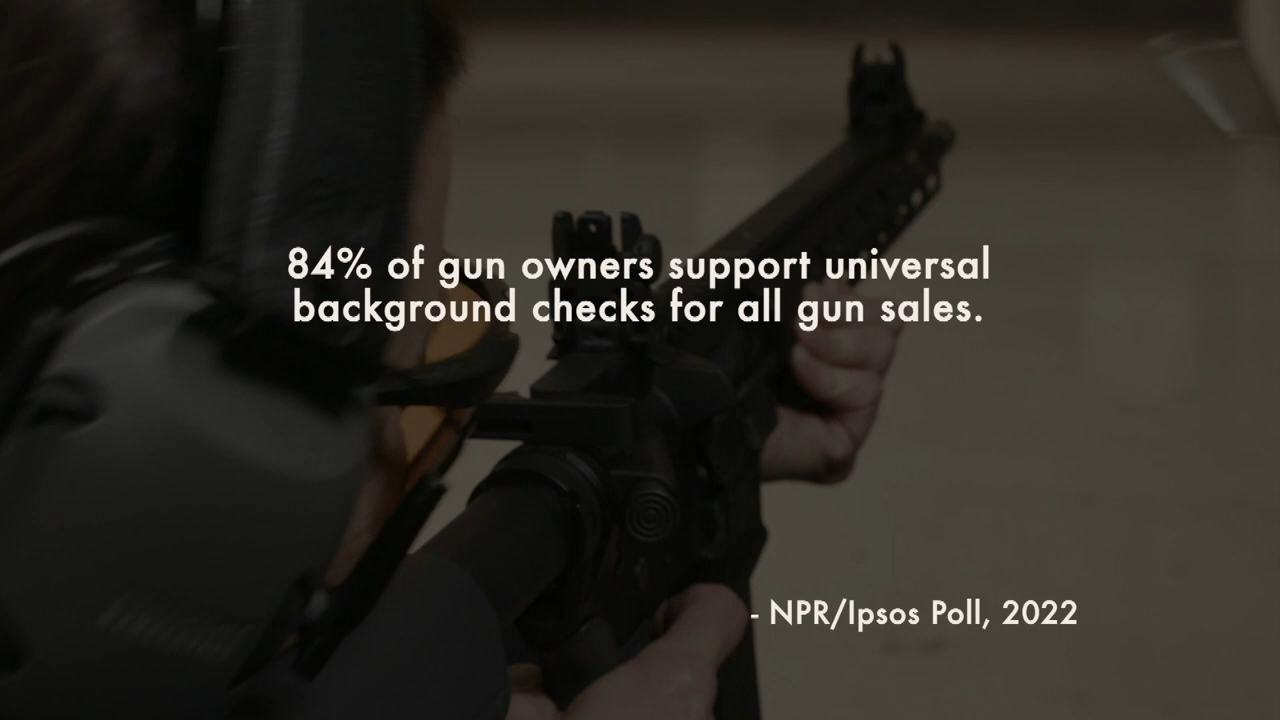 84% of gun owners support universal
background checks for all gun sales.
- NPR/Ipsos Poll, 2022